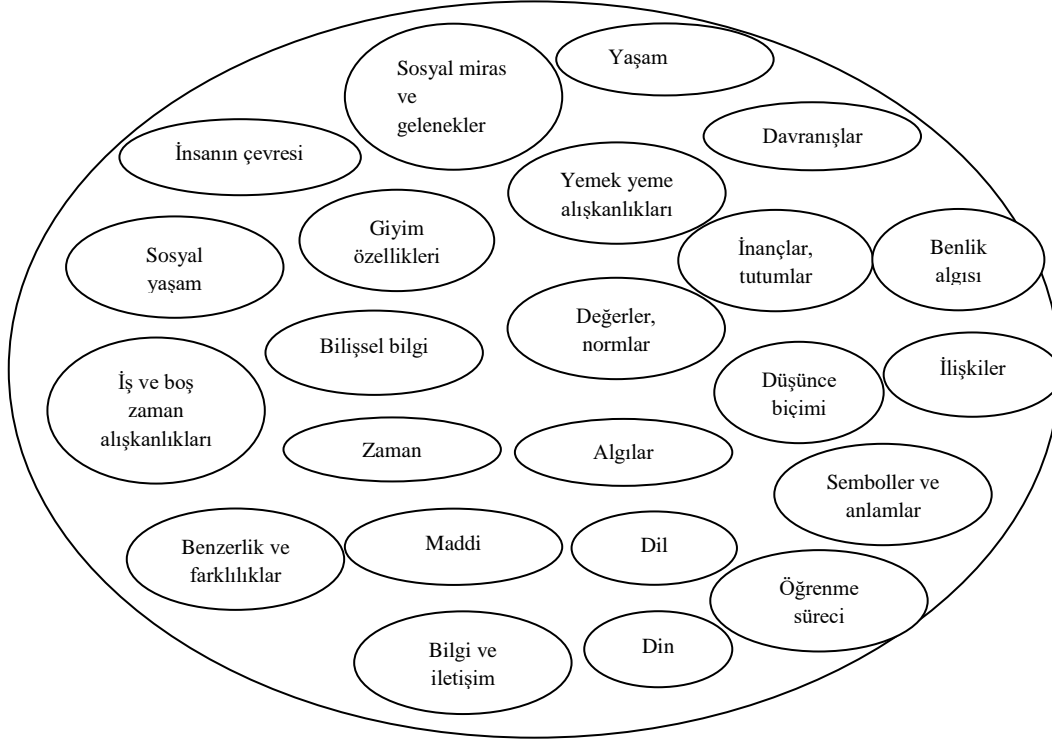 Sosyal miras
ve
gelenekler
Yaşam
Davranışlar
İnsanın çevresi
Yemek yeme
alışkanlıkları
Giyim
özellikleri
Sosyal
yaşam
İnançlar,
tutumlar
Benlik
algısı
Değerler,
normlar
Bilişsel bilgi
İlişkiler
Düşünce
biçimi
İş ve boş
zaman
alışkanlıkları
Zaman
Algılar
Semboller ve
anlamlar
Benzerlik ve
farklılıklar
Maddi
Dil
Öğrenme
süreci
Bilgi ve
iletişim
Din